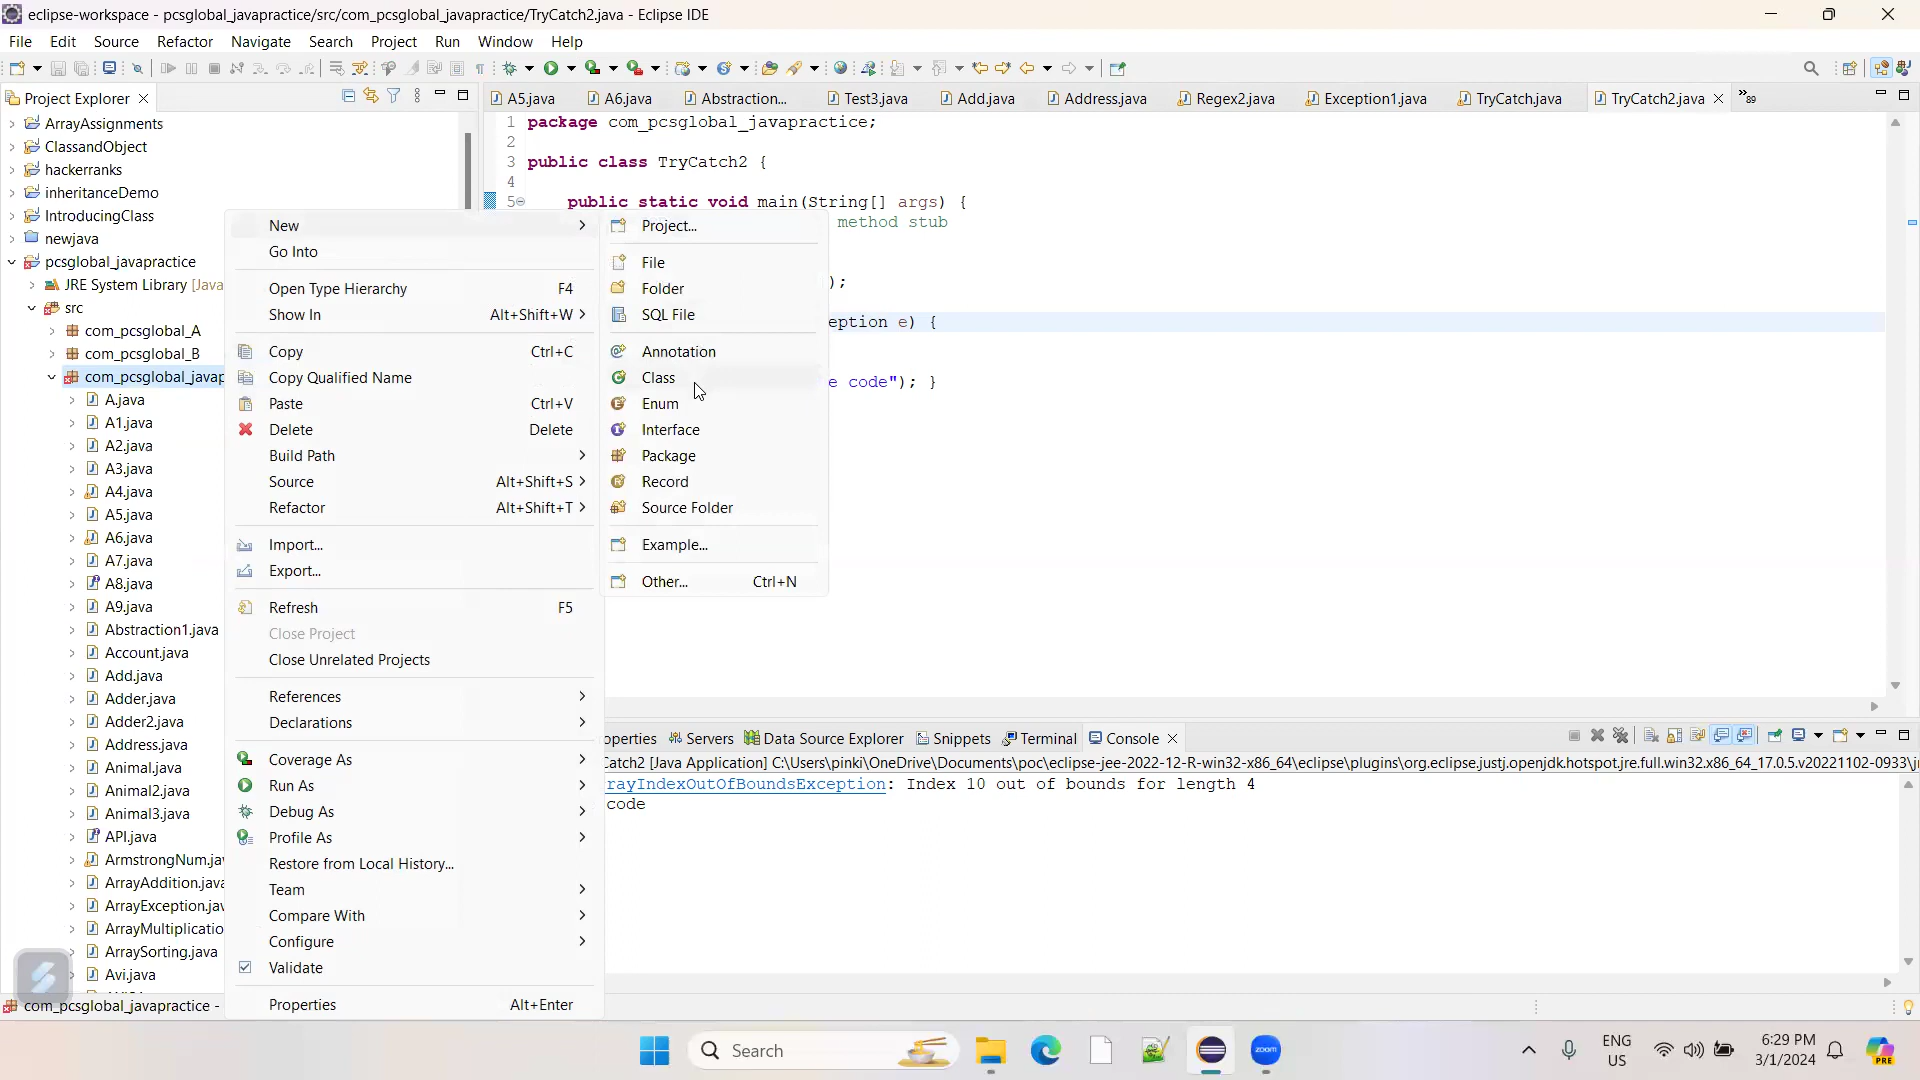 eclipse-workspace - pcsglobal_javapractice/src/com_pcsglobal_javapractice/TryCatch2.java - Eclipse IDE
File Edit Source Refactor Navigate Search Project Run Window Help
Project Explorer
A5.java A6.java Abstraction... Test3.java Add.java Address.java Regex2.java Exception1.java TryCatch.java TryCatch2.java 89
ArrayAssignments
ClassandObject
hackerranks
inheritanceDemo
IntroducingClass
newjava
pcsglobal_javapractice
JRE System Library [Java
src
com_pcsglobal_A
com_pcsglobal_B
com_pcsglobal_javap
A.java
A1.java
A2.java
A3.java
A4.java
A5.java
A6.java
A7.java
A8.java
A9.java
Abstraction1.java
Account.java
Add.java
Adder.java
Adder2.java
Address.java
Animal.java
Animal2.java
Animal3.java
API.java
ArmstrongNum.jav
ArrayAddition.java
ArrayException.jav
ArrayMultiplicatio
ArraySorting.java
Avi.java
com_pcsglobal_javapractice -
New
Go Into
Open Type Hierarchy F4
Show In Alt+Shift+W
Copy Ctrl+C
Copy Qualified Name
Paste Ctrl+V
Delete Delete
Build Path
Source Alt+Shift+S
Refactor Alt+Shift+T
Import...
Export...
Refresh F5
Close Project
Close Unrelated Projects
References
Declarations
Coverage As
Run As
Debug As
Profile As
Restore from Local History...
Team
Compare With
Configure
Validate
Properties Alt+Enter
Project...
File
Folder
SQL File
Annotation
Class
Enum
Interface
Package
Record
Source Folder
Example...
Other... Ctrl+N
1 package com_pcsglobal_javapractice;
2
3 public class TryCatch2 {
4
5 public static void main(String[] args) {
method stub
);
eption e) {
e code"); }
operties Servers Data Source Explorer Snippets Terminal Console
Catch2 [Java Application] C:\Users\pinki\OneDrive\Documents\poc\eclipse-jee-2022-12-R-win32-x86_64\eclipse\plugins\org.eclipse.justj.openjdk.hotspot.jre.full.win32.x86_64_17.0.5.v20221102-0933\jr
rayIndexOutOfBoundsException: Index 10 out of bounds for length 4
code
Search
zoom
ENG
US
6:29 PM
3/1/2024
PRE